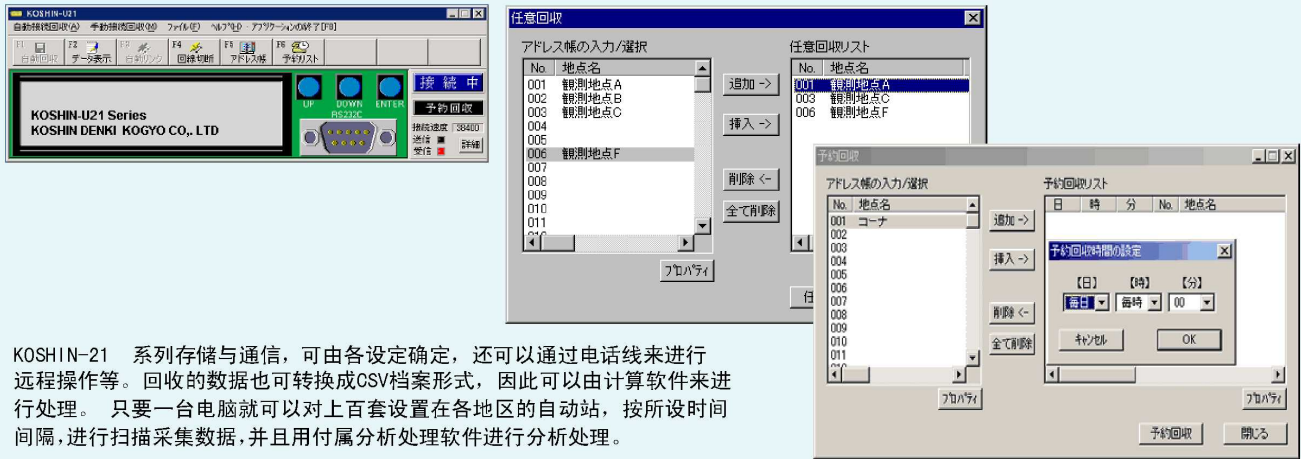 KOSHIN-U21
自動接続回収(A) 手動接続回収(M) ファイル(F) ヘルプ(H) アプリケーションの終了[F8]
F1 F2 F3 F4 F5 F6
自動回収 データ表示 自動リンク 回線切断 アドレス帳 予約リスト
KOSHIN-U21 Series
KOSHIN DENKI KOGYO CO,. LTD
UP DOWN ENTER
RS232C
接続中
予約回収
接続速度 38400
送信
受信
詳細
任意回収
アドレス帳の入力/選択
No. 地点名
001 観測地点A
002 観測地点B
003 観測地点C
004
005
006 観測地点F
007
008
009
010
011
プロパティ
追加 ->
挿入 ->
削除 <-
全て削除
任意回収リスト
No. 地点名
001 観測地点A
003 観測地点C
006 観測地点F
予約回収
アドレス帳の入力/選択
No. 地点名
001 コーナ
002
003
004
005
006
007
008
009
010
011
プロパティ
追加 ->
挿入 ->
削除 <-
全て削除
予約回収リスト
日 時 分 No. 地点名
予約回収時間の設定
【日】 【時】 【分】
毎日 毎時 00
キャンセル OK
プロパティ
予約回収 閉じる
KOSHIN-21 系列存储与通信，可由各设定确定，还可以通过电话线来进行
远程操作等。回收的数据也可转换成CSV档案形式，因此可以由计算软件来进
行处理。 只要一台电脑就可以对上百套设置在各地区的自动站，按所设时间
间隔,进行扫描采集数据,并且用付属分析处理软件进行分析处理。